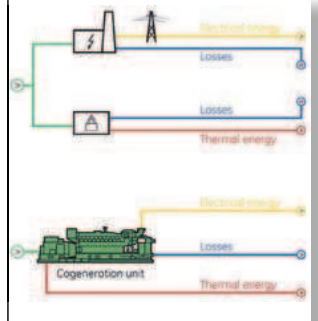 Electrical energy
Losses
Losses
Thermal energy
Electrical energy
Losses
Cogeneration unit
Thermal energy